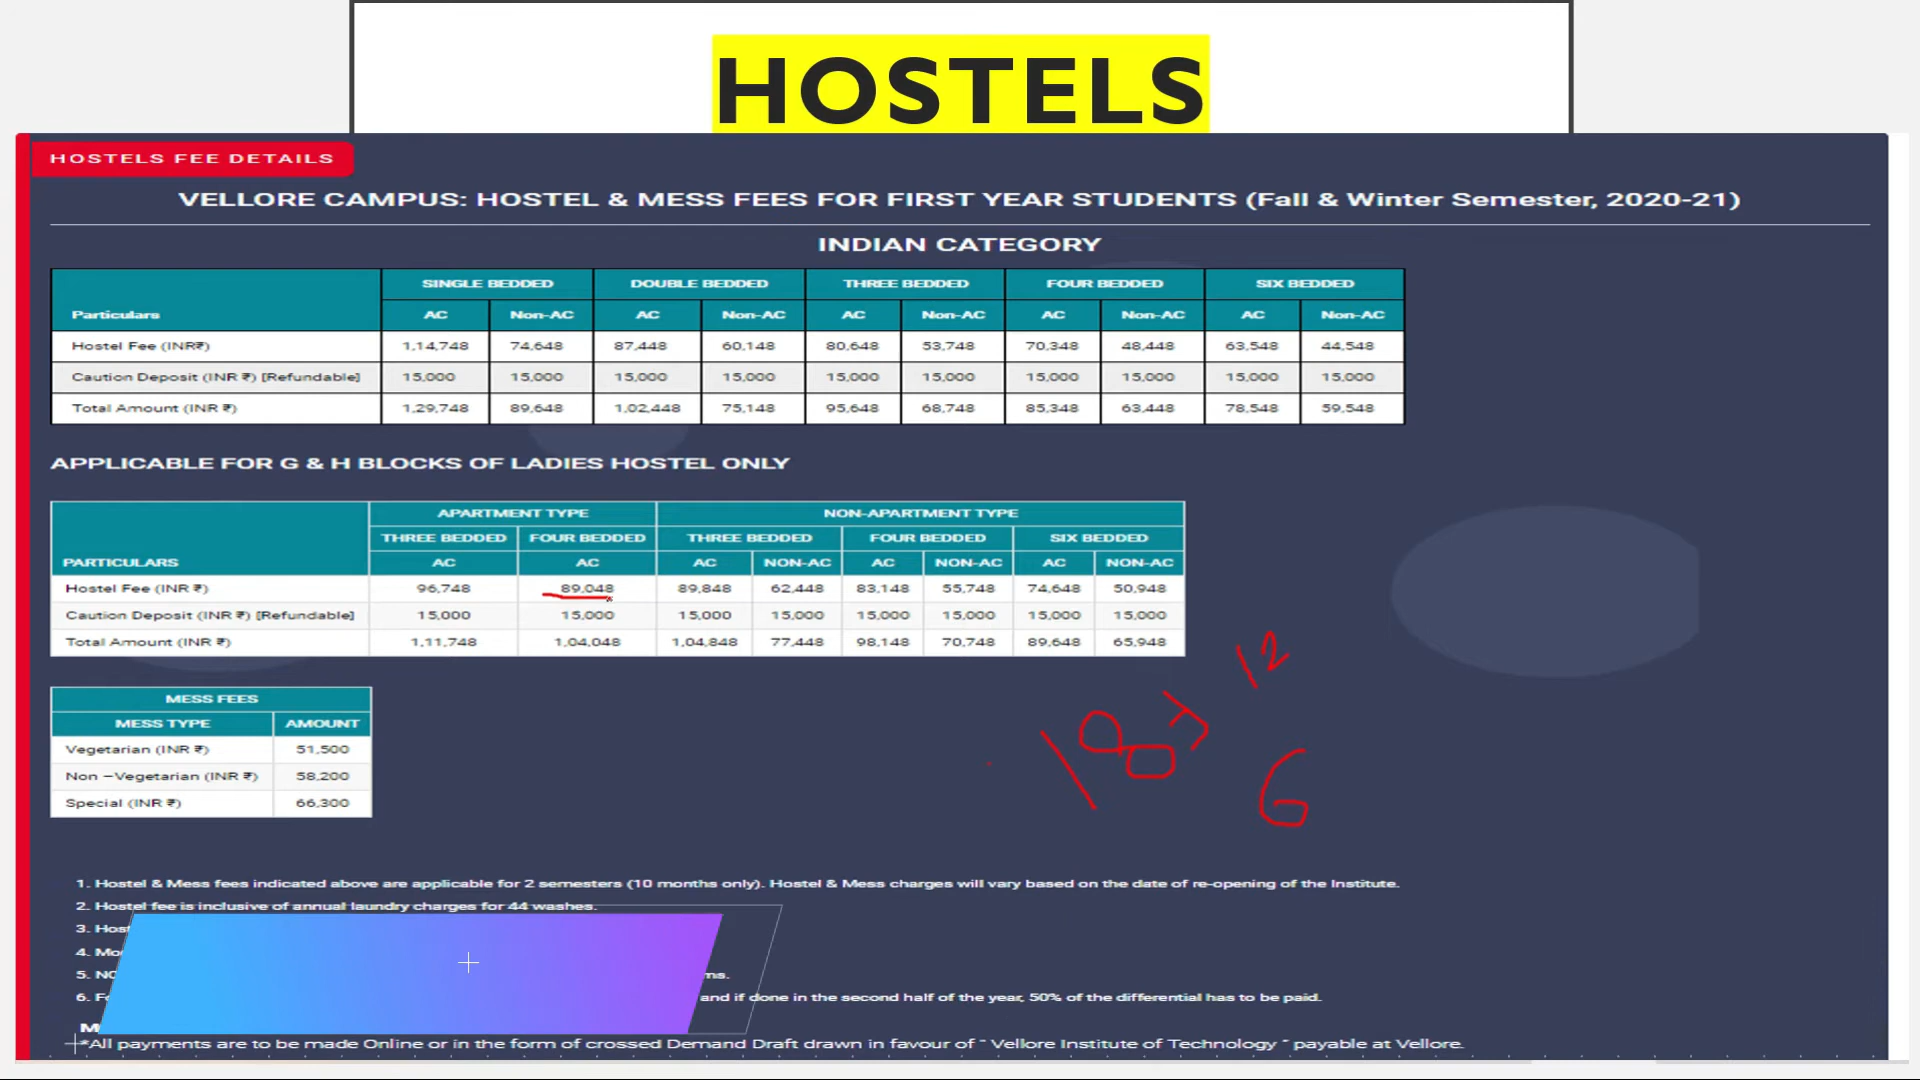 HOSTELS
HOSTELS FEE DETAILS
VELLORE CAMPUS: HOSTEL & MESS FEES FOR FIRST YEAR STUDENTS (Fall & Winter Semester, 2020-21)
INDIAN CATEGORY
SINGLE BEDDED DOUBLE BEDDED THREE BEDDED FOUR BEDDED SIX BEDDED
Particulars AC Non-AC AC Non-AC AC Non-AC AC Non-AC AC Non-AC
Hostel Fee (INR₹) 1,14,748 74,648 87,448 60,148 80,648 53,748 70,348 48,448 63,548 44,548
Caution Deposit (INR ₹) [Refundable] 15,000 15,000 15,000 15,000 15,000 15,000 15,000 15,000 15,000 15,000
Total Amount (INR ₹) 1,29,748 89,648 1,02,448 75,148 95,648 68,748 85,348 63,448 78,548 59,548
APPLICABLE FOR G & H BLOCKS OF LADIES HOSTEL ONLY
APARTMENT TYPE NON-APARTMENT TYPE
THREE BEDDED FOUR BEDDED THREE BEDDED FOUR BEDDED SIX BEDDED
PARTICULARS AC AC AC NON-AC AC NON-AC AC NON-AC
Hostel Fee (INR ₹) 96,748 89,048 89,848 62,448 83,148 55,748 74,648 50,948
Caution Deposit (INR ₹) [Refundable] 15,000 15,000 15,000 15,000 15,000 15,000 15,000 15,000
Total Amount (INR ₹) 1,11,748 1,04,048 1,04,848 77,448 98,148 70,748 89,648 65,948
12
6
MESS FEES
MESS TYPE AMOUNT
Vegetarian (INR ₹) 51,500
Non –Vegetarian (INR ₹) 58,200
Special (INR ₹) 66,300
1. Hostel & Mess fees indicated above are applicable for 2 semesters (10 months only). Hostel & Mess charges will vary based on the date of re-opening of the Institute.
2. Hostel fee is inclusive of annual laundry charges for 44 washes.
3.
4.
5.
6. and if done in the second half of the year, 50% of the differential has to be paid.
*All payments are to be made Online or in the form of crossed Demand Draft drawn in favour of " Vellore Institute of Technology " payable at Vellore.